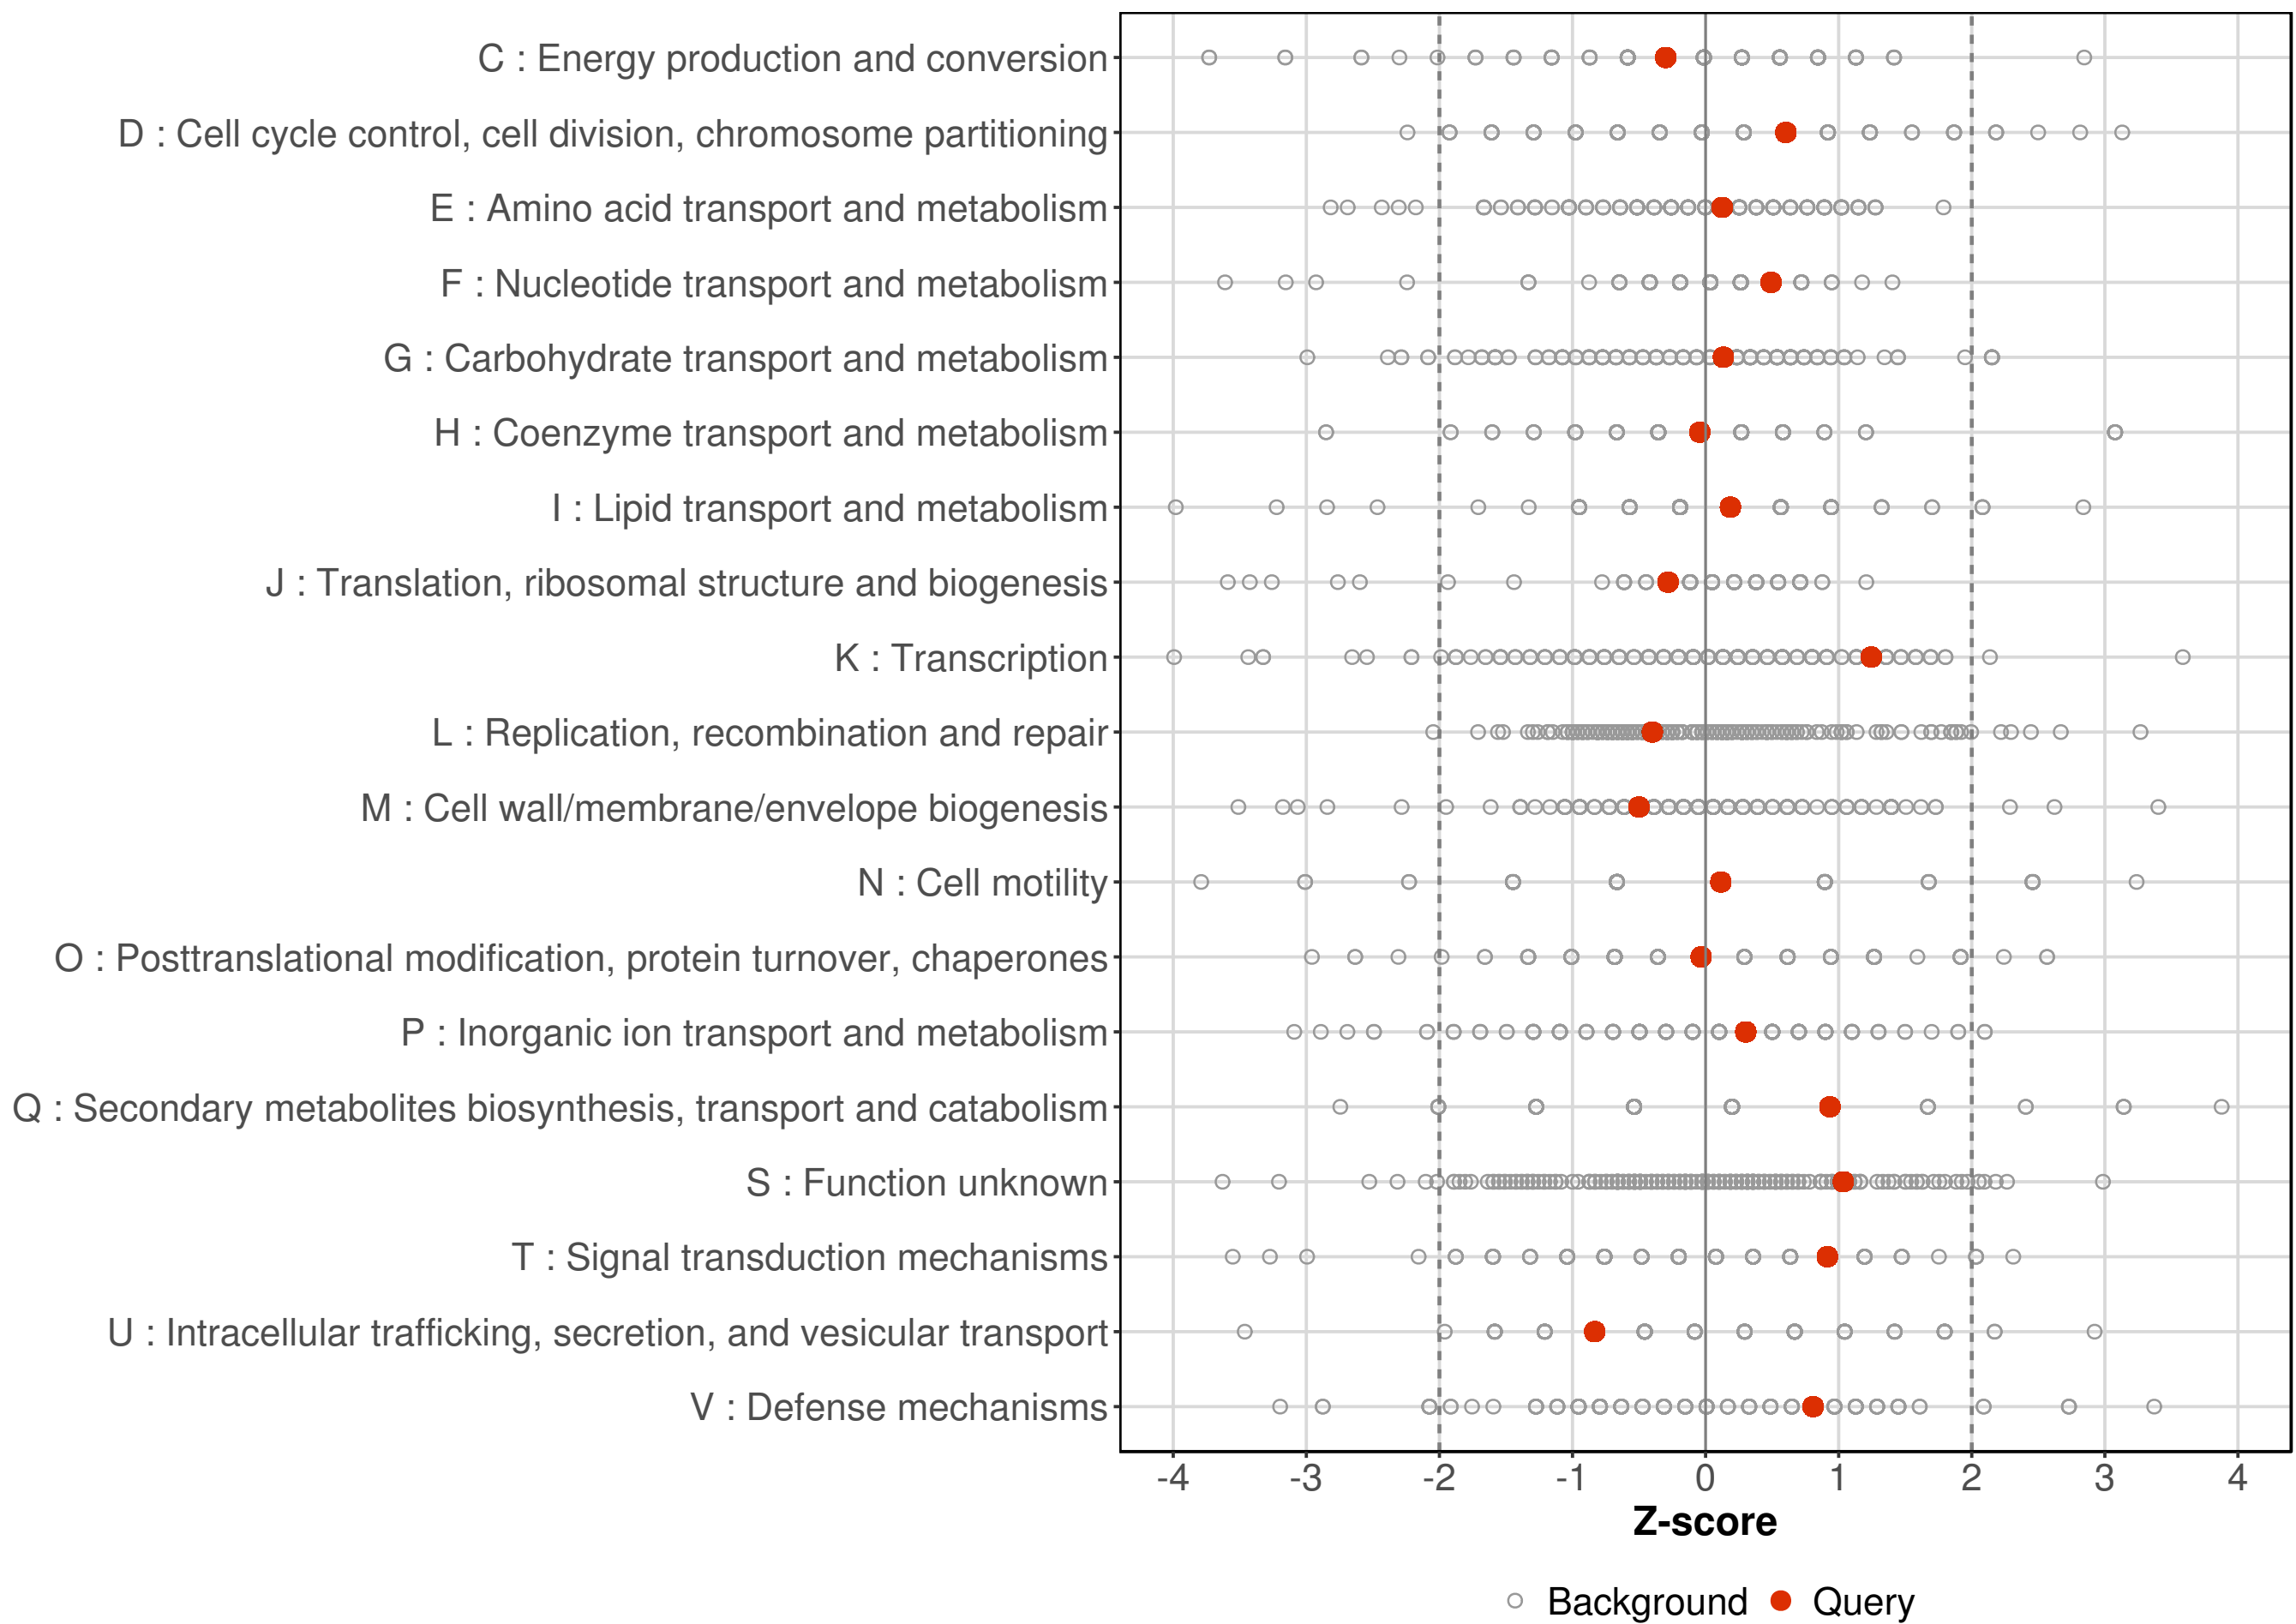 C : Energy production and conversion
D : Cell cycle control, cell division, chromosome partitioning
E : Amino acid transport and metabolism
F : Nucleotide transport and metabolism
G : Carbohydrate transport and metabolism
H : Coenzyme transport and metabolism
I : Lipid transport and metabolism
J : Translation, ribosomal structure and biogenesis
K : Transcription
L : Replication, recombination and repair
M : Cell wall/membrane/envelope biogenesis
N : Cell motility
O : Posttranslational modification, protein turnover, chaperones
P : Inorganic ion transport and metabolism
Q : Secondary metabolites biosynthesis, transport and catabolism
S : Function unknown
T : Signal transduction mechanisms
U : Intracellular trafficking, secretion, and vesicular transport
V : Defense mechanisms
-4 -3 -2 -1 0 1 2 3 4
Z-score
Background Query